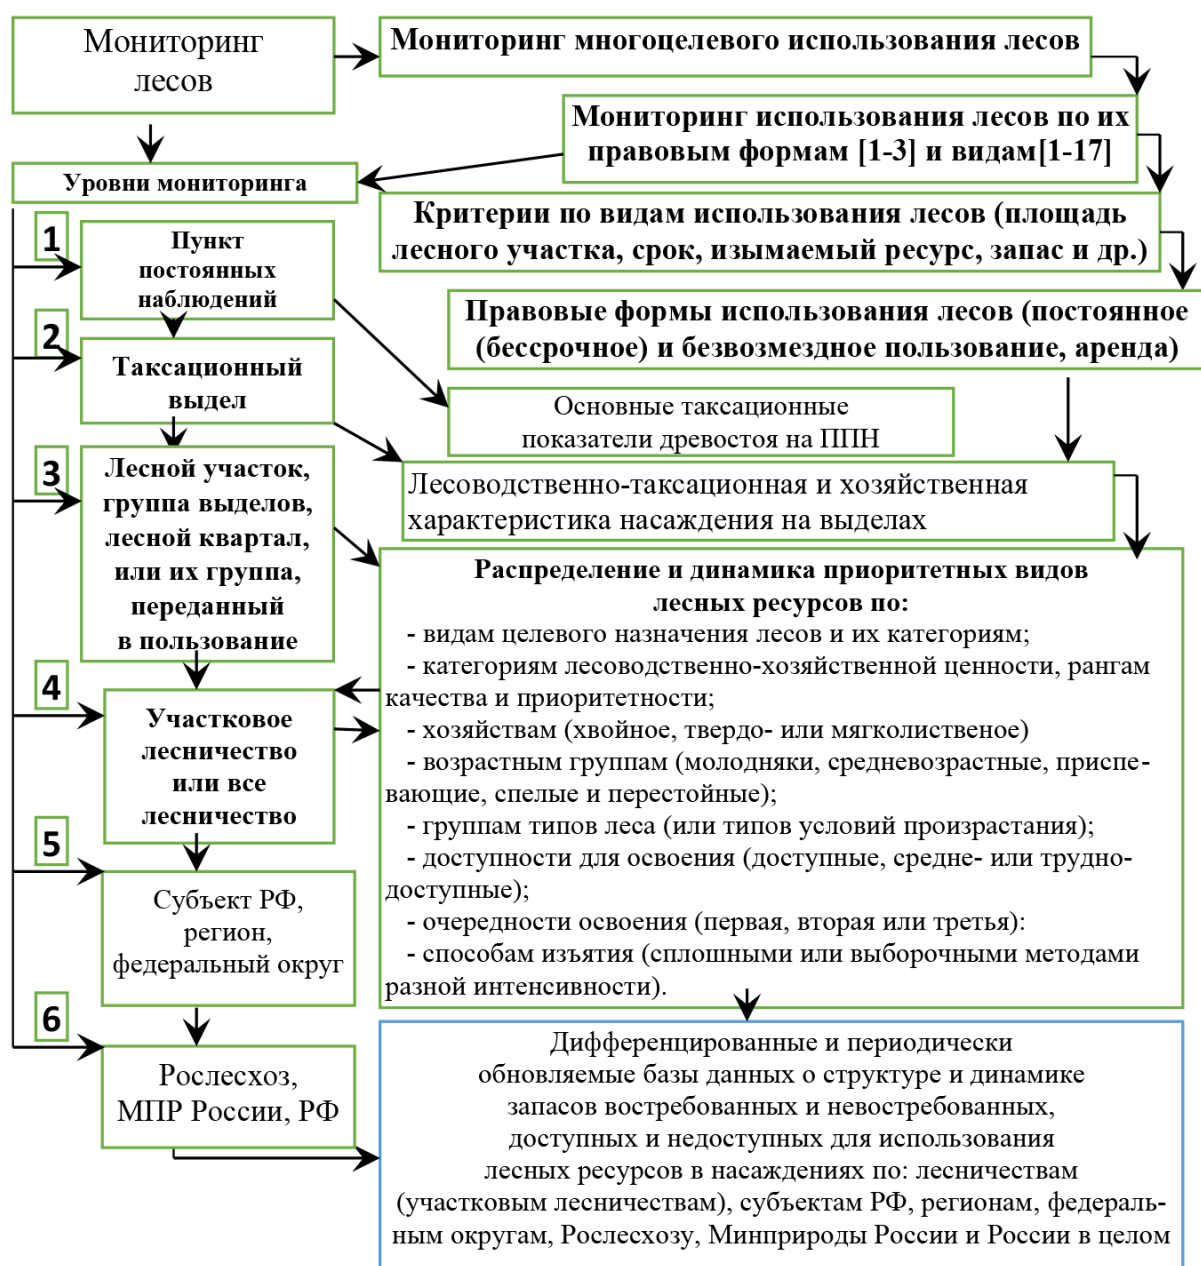 Мониторинг
лесов
Мониторинг многоцелевого использования лесов
Мониторинг использования лесов по их
правовым формам [1-3] и видам[1-17]
Уровни мониторинга
Критерии по видам использования лесов (площадь
лесного участка, срок, изымаемый ресурс, запас и др.)
1
Пункт
постоянных
наблюдений
Правовые формы использования лесов (постоянное
(бессрочное) и безвозмездное пользование, аренда)
2
Таксационный
выдел
Основные таксационные
показатели древостоя на ППН
3
Лесной участок,
группа выделов,
лесной квартал,
или их группа,
переданный
в пользование
Лесоводственно-таксационная и хозяйственная
характеристика насаждения на выделах
Распределение и динамика приоритетных видов
лесных ресурсов по:
- видам целевого назначения лесов и их категориям;
- категориям лесоводственно-хозяйственной ценности, рангам
качества и приоритетности;
- хозяйствам (хвойное, твердо- или мягколиственое)
- возрастным группам (молодняки, средневозрастные, приспе-
вающие, спелые и перестойные);
- группам типов леса (или типов условий произрастания);
- доступности для освоения (доступные, средне- или трудно-
доступные);
- очередности освоения (первая, вторая или третья):
- способам изъятия (сплошными или выборочными методами
разной интенсивности).
4
Участковое
лесничество
или все
лесничество
5
Субъект РФ,
регион,
федеральный округ
6
Рослесхоз,
МПР России, РФ
Дифференцированные и периодически
обновляемые базы данных о структуре и динамике
запасов востребованных и невостребованных,
доступных и недоступных для использования
лесных ресурсов в насаждениях по: лесничествам
(участковым лесничествам), субъектам РФ, регионам, федераль-
ным округам, Рослесхозу, Минприроды России и России в целом